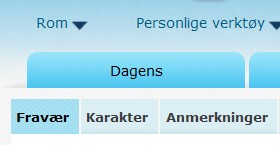 Rom Personlige verktøy
Dagens
Fravær Karakter Anmerkninger